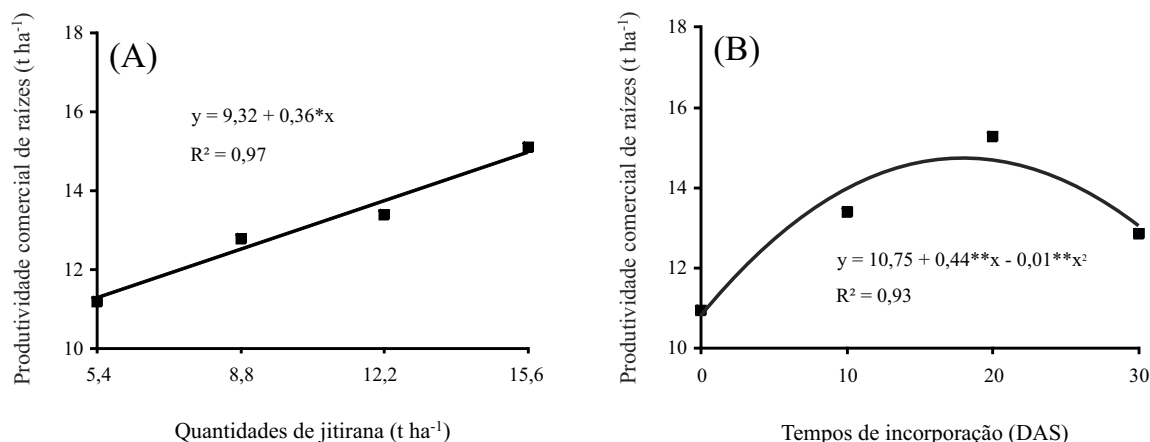 (A)
Produtividade comercial de raízes (t ha⁻¹)
18
16
14
12
10
y = 9,32 + 0,36*x
R² = 0,97
5,4 8,8 12,2 15,6
Quantidades de jitirana (t ha⁻¹)
(B)
Produtividade comercial de raízes (t ha⁻¹)
18
16
14
12
10
y = 10,75 + 0,44**x - 0,01**x²
R² = 0,93
0 10 20 30
Tempos de incorporação (DAS)